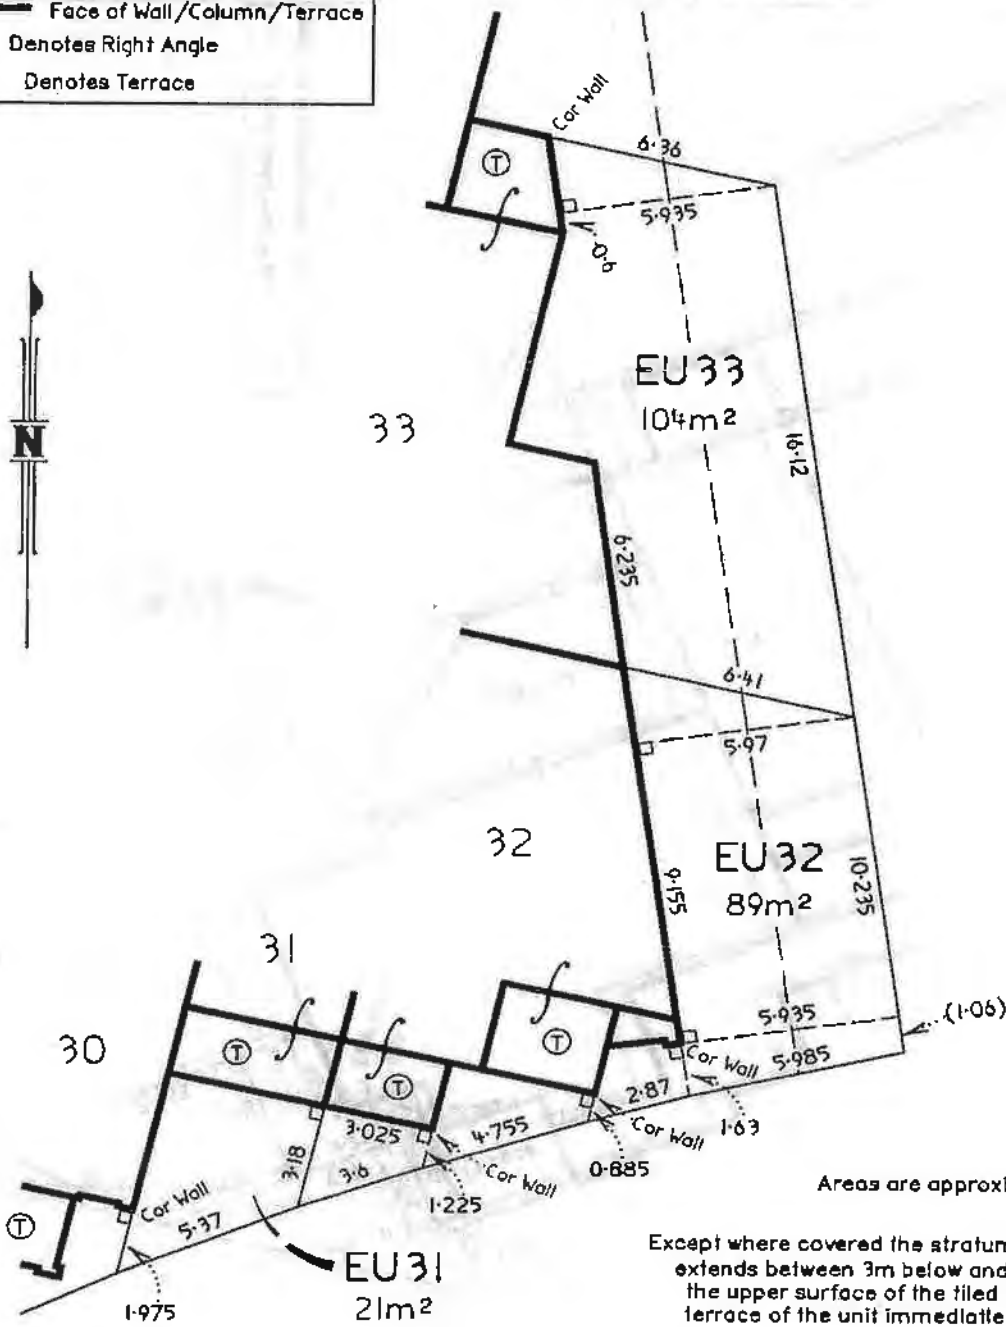 Face of Wall/Column/Terrace
Denotes Right Angle
Denotes Terrace
Cor Wall
6·36
T
5·935
0·6
EU33
104m²
N
33
16·12
6·235
6·41
5·97
32
EU32
89m²
9·155
10·235
31
30
5·935
(1·06)
T
T
T
Cor Wall
5·985
2·87
1·63
3·025
4·755
Cor Wall
0·885
3·18
3·6
Cor Wall
1·225
T
Cor Wall
5·37
EU31
21m²
1·975
Areas are approxi
Except where covered the stratum
extends between 3m below and
the upper surface of the tiled
terrace of the unit immediatle